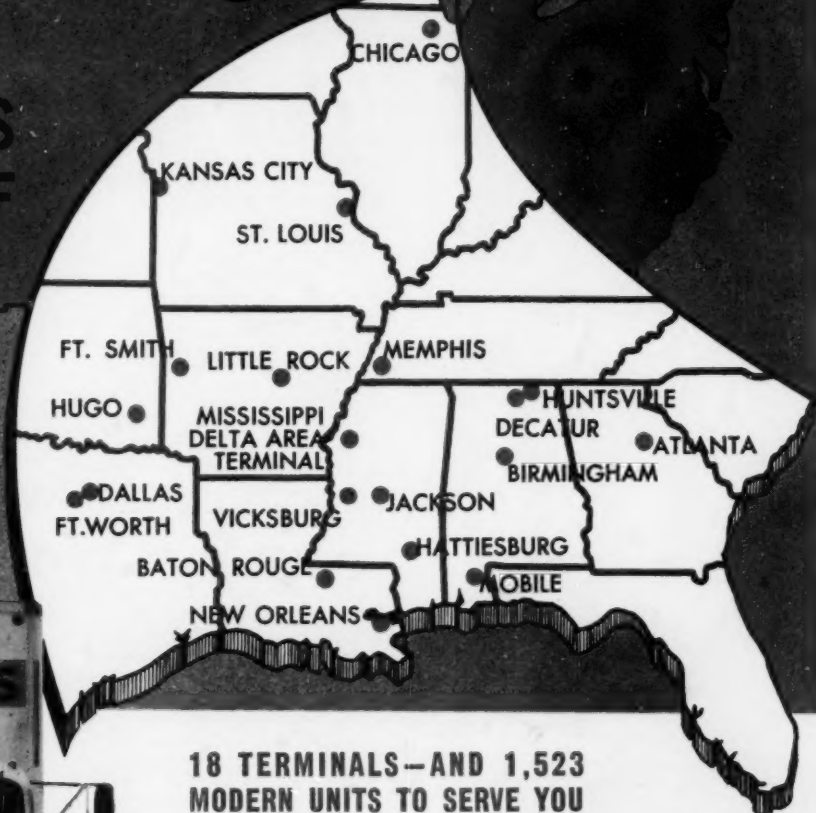 CHICAGO
KANSAS CITY
ST. LOUIS
FT. SMITH
LITTLE ROCK
MEMPHIS
HUGO
MISSISSIPPI
DELTA AREA
TERMINAL
HUNTSVILLE
DECATUR
ATLANTA
BIRMINGHAM
DALLAS
FT. WORTH
VICKSBURG
JACKSON
HATTIESBURG
BATON ROUGE
MOBILE
NEW ORLEANS
18 TERMINALS—AND 1,523
MODERN UNITS TO SERVE YOU